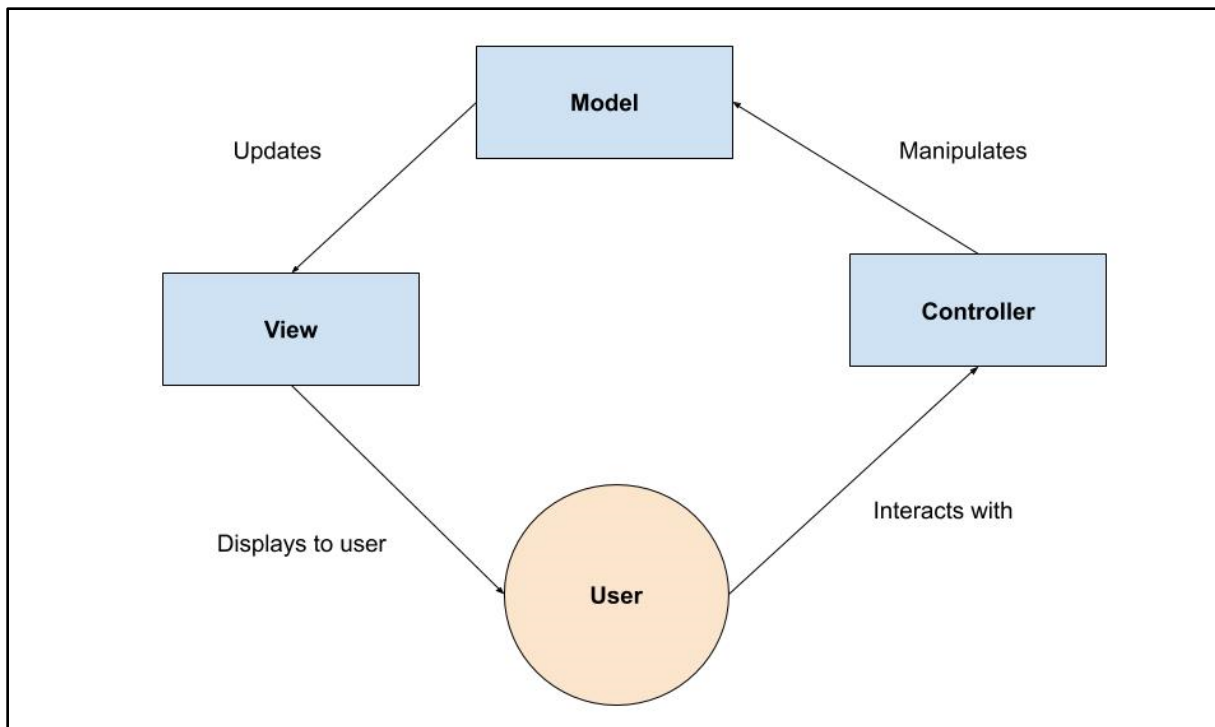 Model
Updates
Manipulates
View
Controller
Displays to user
Interacts with
User